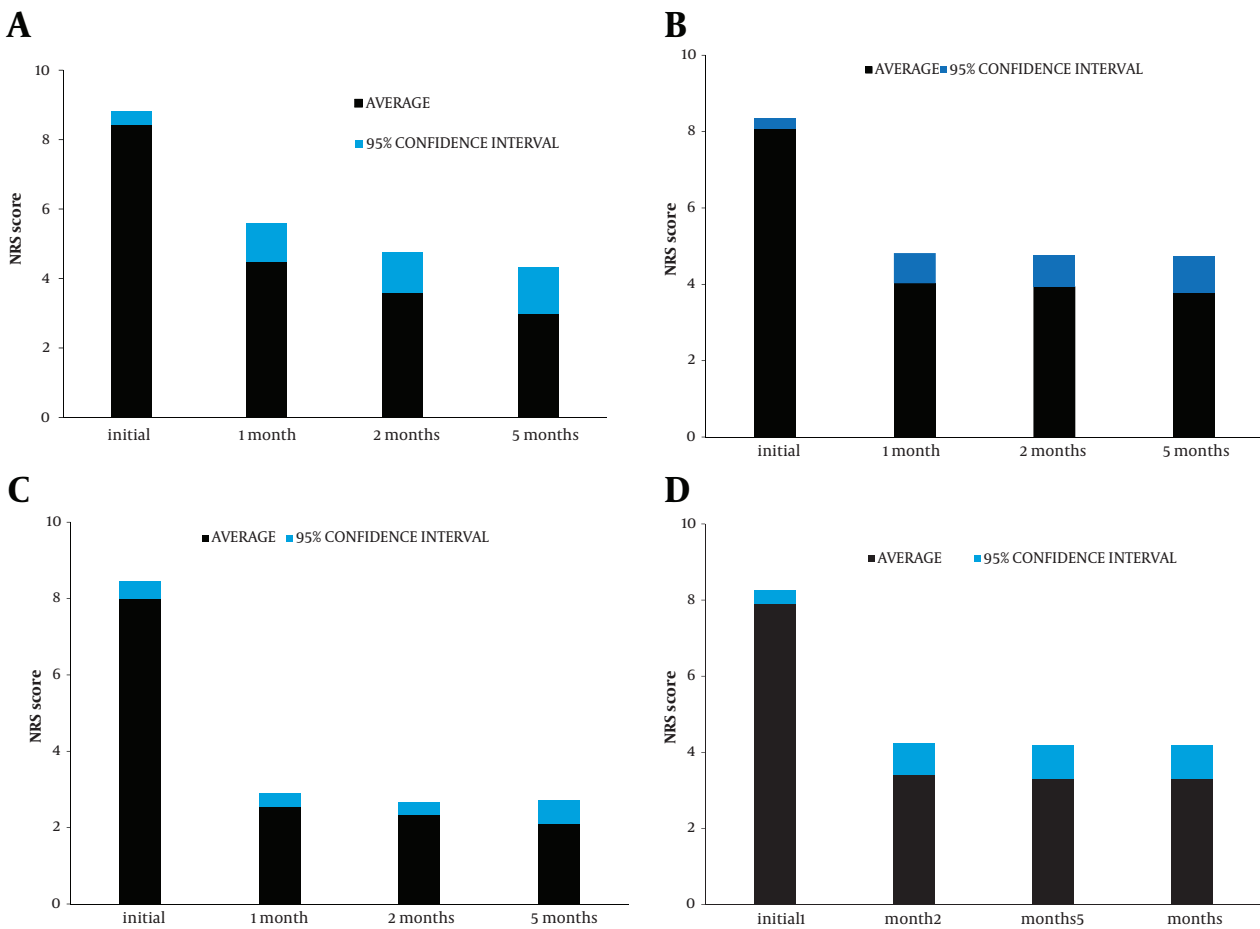 A
10
8
6
4
2
0
NRS score
AVERAGE
95% CONFIDENCE INTERVAL
initial 1 month 2 months 5 months
B
10
8
6
4
2
0
NRS score
AVERAGE 95% CONFIDENCE INTERVAL
initial 1 month 2 months 5 months
C
10
8
6
4
2
0
NRS score
AVERAGE 95% CONFIDENCE INTERVAL
initial 1 month 2 months 5 months
D
10
8
6
4
2
0
NRS score
AVERAGE 95% CONFIDENCE INTERVAL
initial1 month2 months5 months